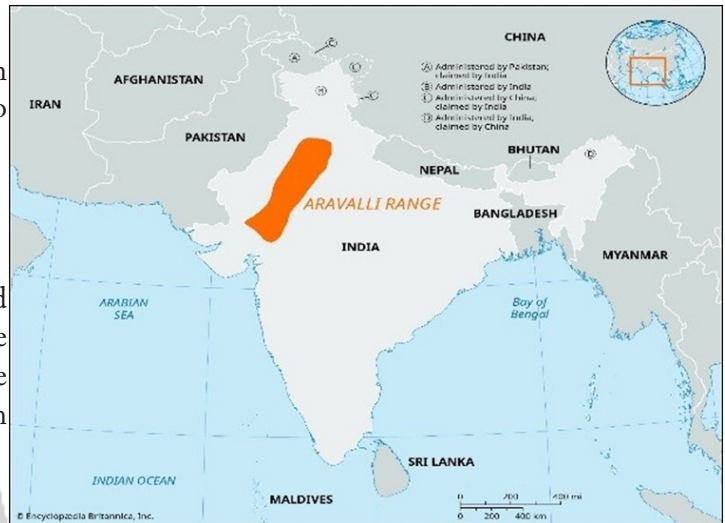 CHINA
Ⓐ Administered by Pakistan;
claimed by India
Ⓑ Administered by India
Ⓒ Administered by China;
claimed by India
Ⓓ Administered by India;
claimed by China
AFGHANISTAN
IRAN
PAKISTAN
NEPAL
BHUTAN
ARAVALLI RANGE
BANGLADESH
INDIA
MYANMAR
ARABIAN
SEA
Bay of
Bengal
SRI LANKA
INDIAN OCEAN
MALDIVES
0 200 400 mi
0 200 400 km
© Encyclopædia Britannica, Inc.